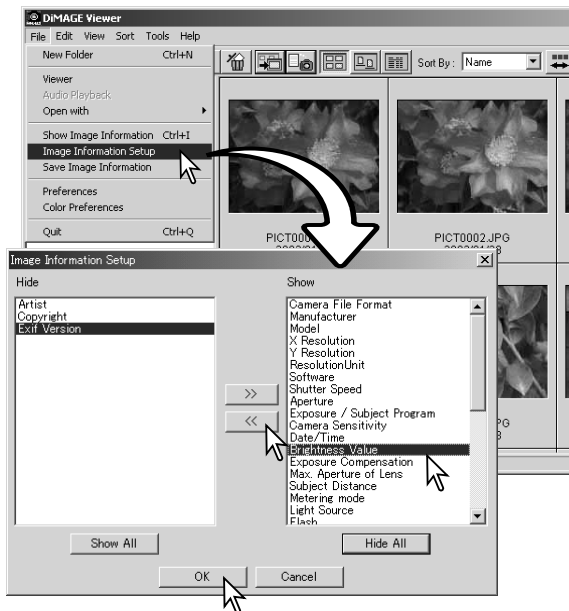 DiMAGE Viewer
File Edit View Sort Tools Help
New Folder Ctrl+N
Viewer
Audio Playback
Open with
Show Image Information Ctrl+I
Image Information Setup
Save Image Information
Preferences
Color Preferences
Quit Ctrl+Q
Sort By : Name
PICT0002.JPG
Image Information Setup
Hide
Artist
Copyright
Exif Version
>>
<<
Show All
Show
Camera File Format
Manufacturer
Model
X Resolution
Y Resolution
ResolutionUnit
Software
Shutter Speed
Aperture
Exposure / Subject Program
Camera Sensitivity
Date/Time
Brightness Value
Exposure Compensation
Max. Aperture of Lens
Subject Distance
Metering mode
Light Source
Flash
Hide All
OK Cancel